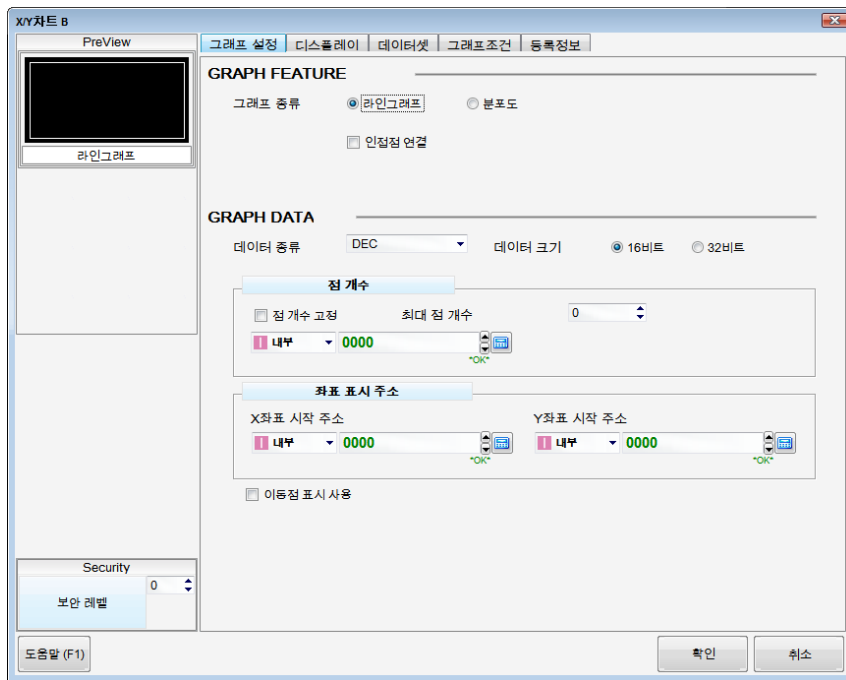 X/Y차트 B
PreView
라인그래프
그래프 설정 디스플레이 데이터셋 그래프조건 등록정보
GRAPH FEATURE
그래프 종류 라인그래프 분포도
인접점 연결
GRAPH DATA
데이터 종류 DEC 데이터 크기 16비트 32비트
점 개수
점 개수 고정 최대 점 개수 0
I 내부 0000
*OK*
좌표 표시 주소
X좌표 시작 주소 Y좌표 시작 주소
I 내부 0000 I 내부 0000
*OK* *OK*
이동점 표시 사용
Security
보안 레벨 0
도움말 (F1) 확인 취소